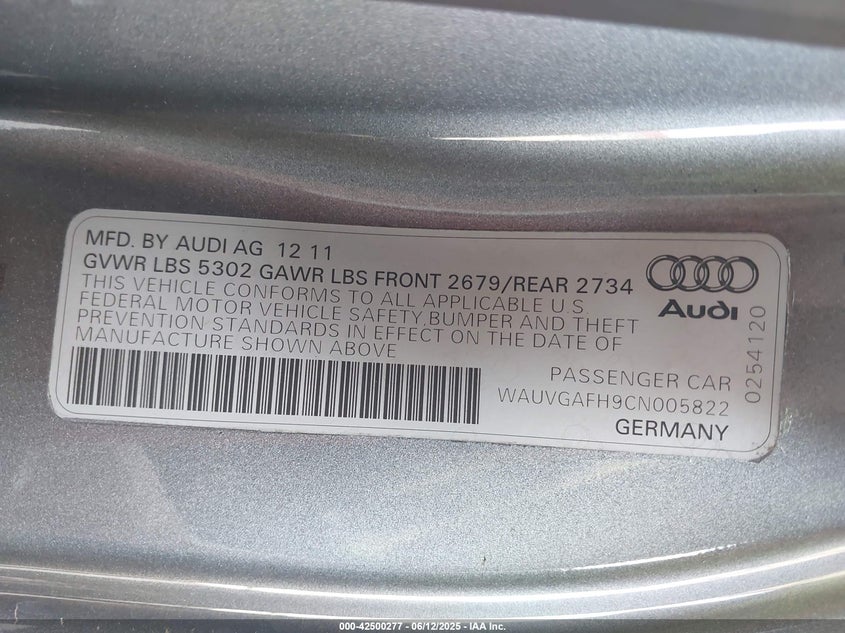 MFD. BY AUDI AG 12 11
GVWR LBS 5302 GAWR LBS FRONT 2679/REAR 2734
THIS VEHICLE CONFORMS TO ALL APPLICABLE U.S.
FEDERAL MOTOR VEHICLE SAFETY, BUMPER AND THEFT
PREVENTION STANDARDS IN EFFECT ON THE DATE OF
MANUFACTURE SHOWN ABOVE
Audi
0254120
PASSENGER CAR
WAUVGAFH9CN005822
GERMANY
000-42500277 - 06/12/2025 - IAA Inc.